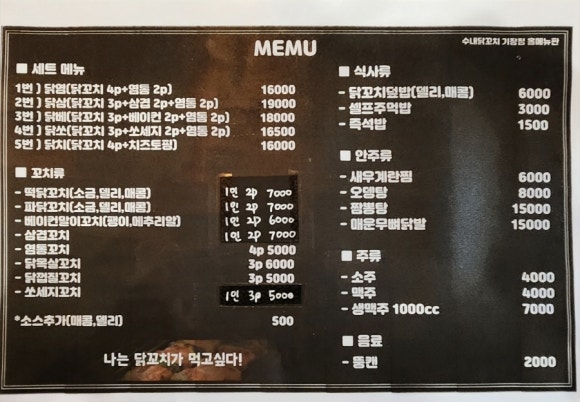 수내닭꼬치 기장점 홀메뉴판
MEMU
■ 세트 메뉴
1번 ) 닭염(닭꼬치 4p+염통 2p) 16000
2번 ) 닭삼(닭꼬치 3p+삼겹 2p+염통 2p) 19000
3번 ) 닭베(닭꼬치 3p+베이컨 2p+염통 2p) 18000
4번 ) 닭쏘(닭꼬치 3p+쏘세지 2p+염통 2p) 16500
5번 ) 닭치(닭꼬치 4p+치즈토핑) 16000
■ 꼬치류
- 떡닭꼬치(소금,델리,매콤) 1인 2p 7000
- 파닭꼬치(소금,델리,매콤) 1인 2p 7000
- 베이컨말이꼬치(팽이,메추리알) 1인 2p 6000
- 삼겹꼬치 1인 2p 7000
- 염통꼬치 4p 5000
- 닭목살꼬치 3p 6000
- 닭껍질꼬치 3p 5000
- 쏘세지꼬치 1인 3p 5000
*소스추가(매콤,델리) 500
나는 닭꼬치가 먹고싶다!
■ 식사류
- 닭꼬치덮밥(델리,매콤) 6000
- 셀프주먹밥 3000
- 즉석밥 1500
■ 안주류
- 새우계란찜 6000
- 오뎅탕 8000
- 짬뽕탕 15000
- 매운무뼈닭발 15000
■ 주류
- 소주 4000
- 맥주 4000
- 생맥주 1000cc 7000
■ 음료
- 뚱캔 2000